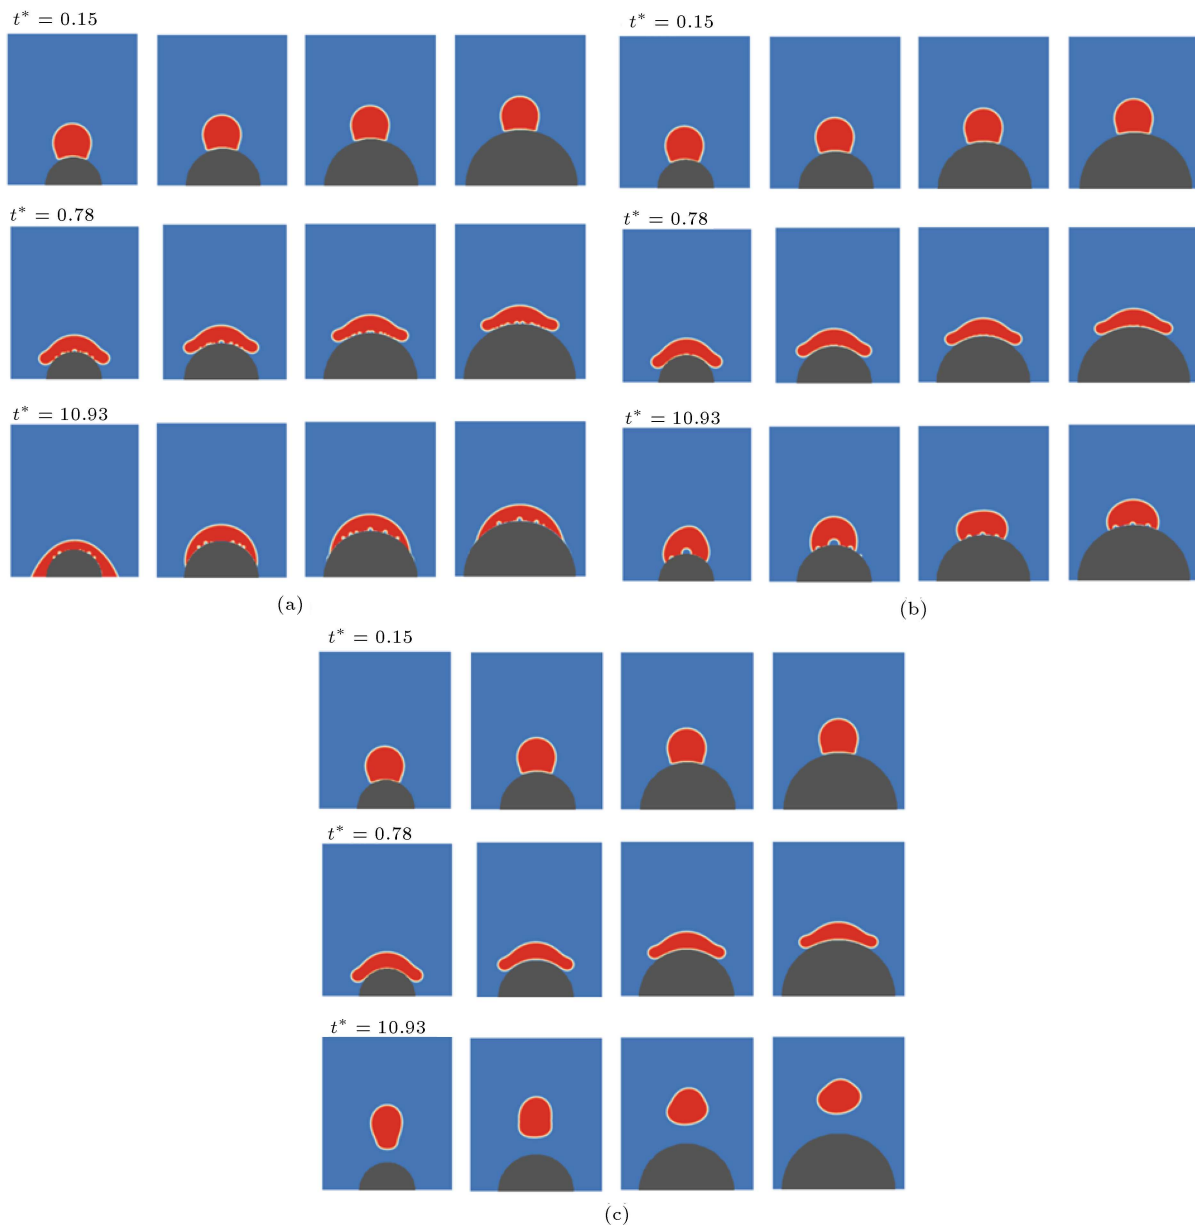 t* = 0.15
t* = 0.78
t* = 10.93
(a)
t* = 0.15
t* = 0.78
t* = 10.93
(b)
t* = 0.15
t* = 0.78
t* = 10.93
(c)